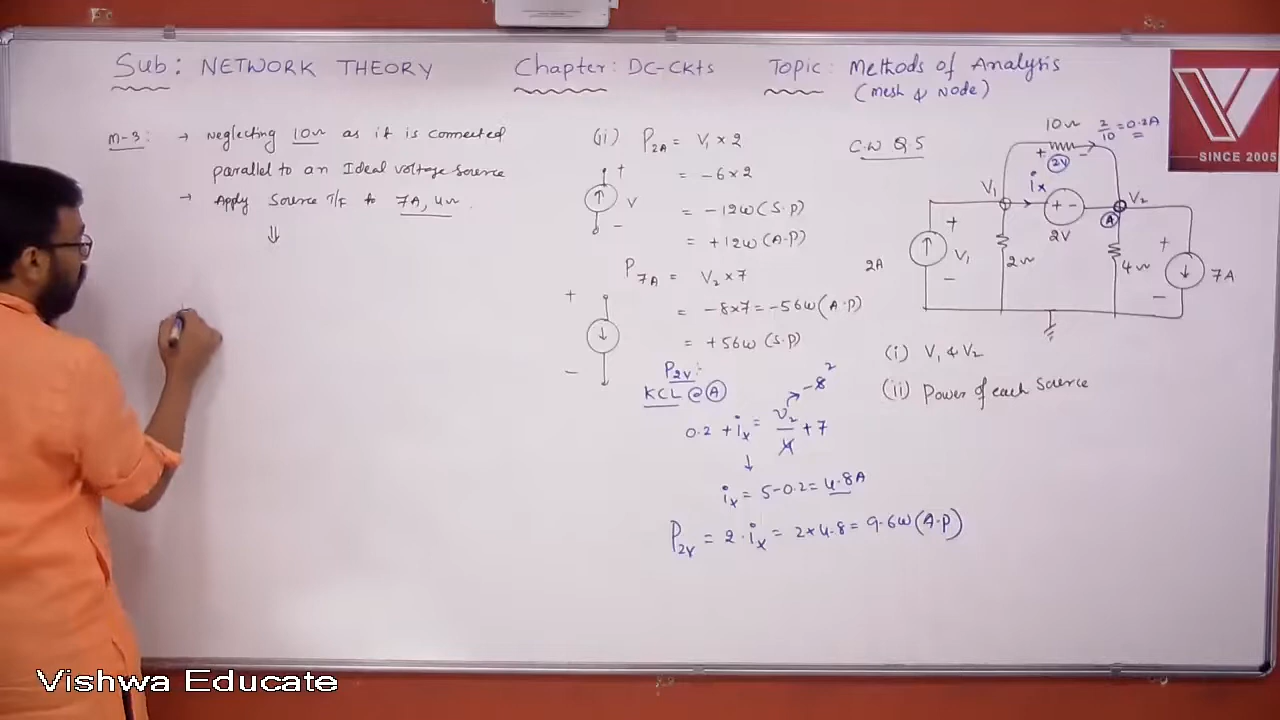 Sub: NETWORK THEORY Chapter: DC-Ckts Topic: Methods of Analysis
(Mesh & Node)
SINCE 2005
M-3: → Neglecting 10Ω as it is connected
parallel to an Ideal voltage source
→ Apply Source T/F to 7A, 4Ω.
⇓
(ii) P2A = V1 × 2
= -6×2
= -12W (S.P)
= +12W (A.P)
+
V
-
P7A = V2 × 7
= -8×7 = -56W (A.P)
= +56W (S.P)
+
-
P2V:
KCL @ A
0.2 + ix = V2/4 + 7
-8 2
↓
ix = 5-0.2 = 4.8A
P2V = 2·ix = 2×4.8 = 9.6W (A.P)
C.W Q.5
10Ω 2/10 = 0.2A
+ 2V -
V1 ix + - V2
2V A
2A + V1 - 2Ω 4Ω + - 7A
(i) V1 & V2
(ii) Power of each Source
Vishwa Educate